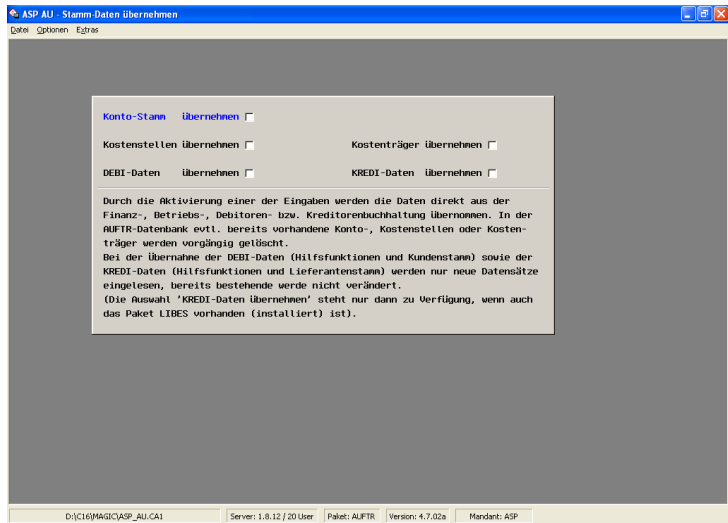 ASP AU - Stamm-Daten übernehmen
Datei Optionen Extras
Konto-Stamm übernehmen
Kostenstellen übernehmen Kostenträger übernehmen
DEBI-Daten übernehmen KREDI-Daten übernehmen
Durch die Aktivierung einer der Eingaben werden die Daten direkt aus der
Finanz-, Betriebs-, Debitoren- bzw. Kreditorenbuchhaltung übernommen. In der
AUFTR-Datenbank evtl. bereits vorhandene Konto-, Kostenstellen oder Kosten-
träger werden vorgängig gelöscht.
Bei der Übernahme der DEBI-Daten (Hilfsfunktionen und Kundenstamm) sowie der
KREDI-Daten (Hilfsfunktionen und Lieferantenstamm) werden nur neue Datensätze
eingelesen, bereits bestehende werde nicht verändert.
(Die Auswahl 'KREDI-Daten übernehmen' steht nur dann zu Verfügung, wenn auch
das Paket LIBES vorhanden (installiert) ist).
D:\C16\MAGIC\ASP_AU.CA1 Server: 1.8.12 / 20 User Paket: AUFTR Version: 4.7.02a Mandant: ASP